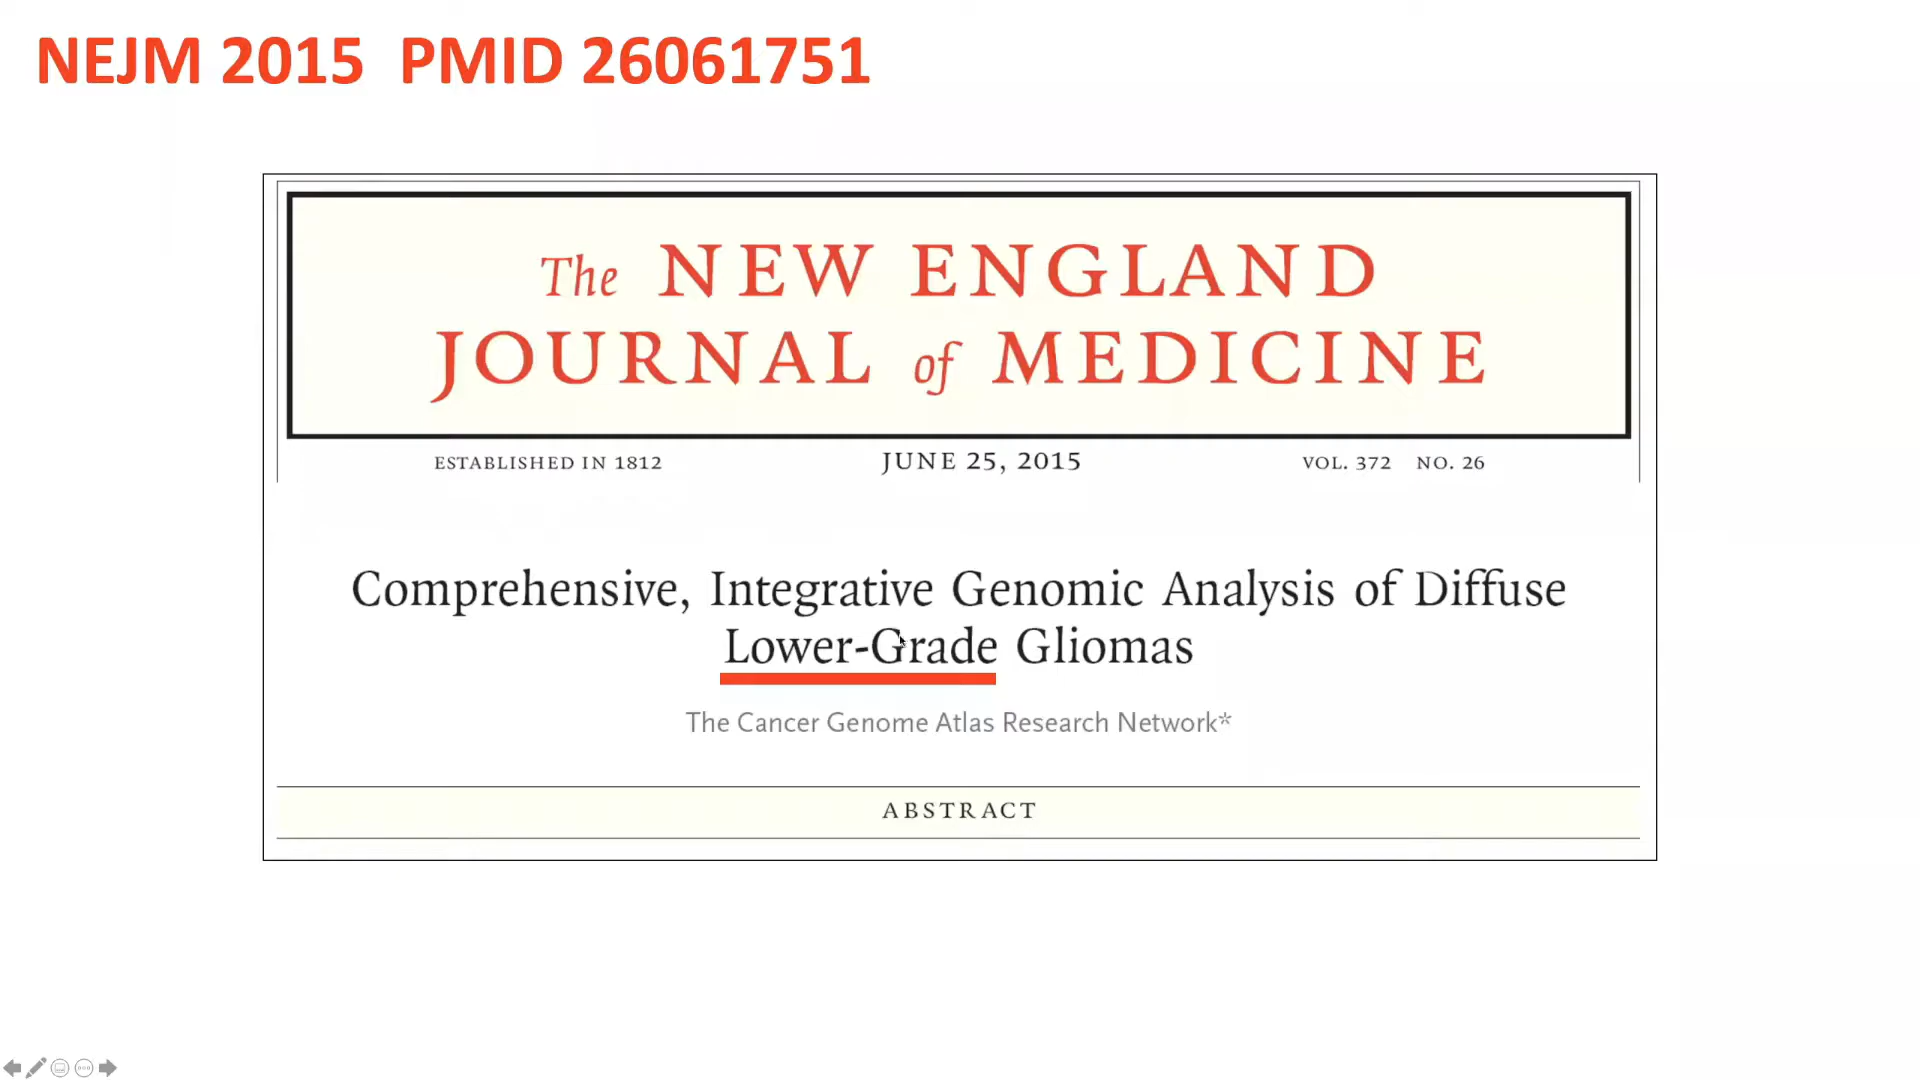 NEJM 2015 PMID 26061751
The NEW ENGLAND
JOURNAL of MEDICINE
ESTABLISHED IN 1812 JUNE 25, 2015 VOL. 372 NO. 26
Comprehensive, Integrative Genomic Analysis of Diffuse
Lower-Grade Gliomas
The Cancer Genome Atlas Research Network*
ABSTRACT